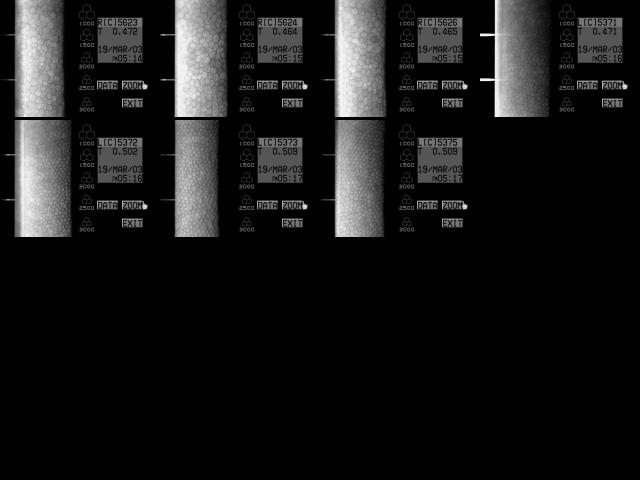 R[C]5623
1000
T 0.472
1500
19/MAR/03
PM05:14
2000
DATA ZOOM
2500
EXIT
3000
R[C]5624
1000
T 0.464
1500
19/MAR/03
PM05:15
2000
DATA ZOOM
2500
EXIT
3000
R[C]5626
1000
T 0.465
1500
19/MAR/03
PM05:15
2000
DATA ZOOM
2500
EXIT
3000
L[C]5371
1000
T 0.471
1500
19/MAR/03
PM05:16
2000
DATA ZOOM
2500
EXIT
3000
L[C]5372
1000
T 0.502
1500
19/MAR/03
PM05:16
2000
DATA ZOOM
2500
EXIT
3000
L[C]5373
1000
T 0.509
1500
19/MAR/03
PM05:17
2000
DATA ZOOM
2500
EXIT
3000
L[C]5375
1000
T 0.509
1500
19/MAR/03
PM05:17
2000
DATA ZOOM
2500
EXIT
3000